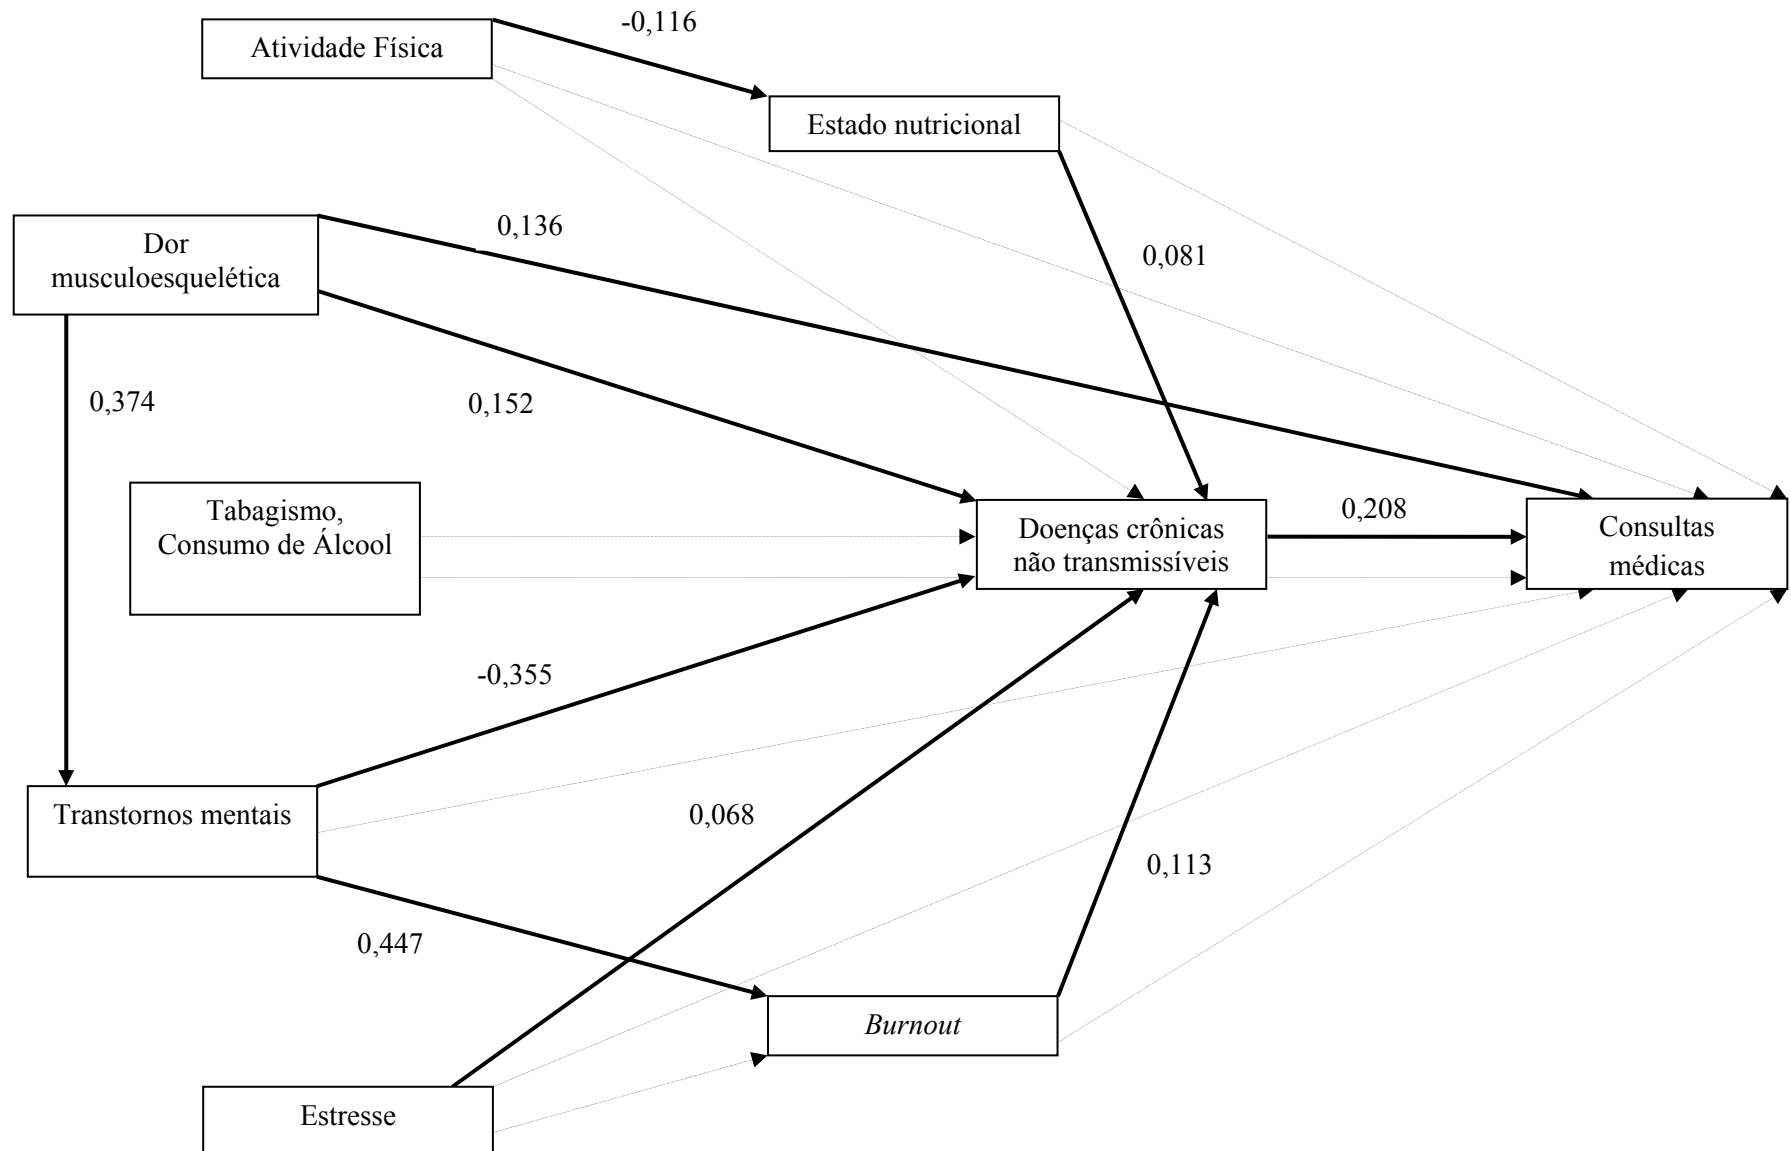 -0,116
Atividade Física
Estado nutricional
0,136
Dor
musculoesquelética
0,081
0,374
0,152
Tabagismo,
Consumo de Álcool
Doenças crônicas
não transmissíveis
0,208
Consultas
médicas
-0,355
Transtornos mentais
0,068
0,113
0,447
Burnout
Estresse